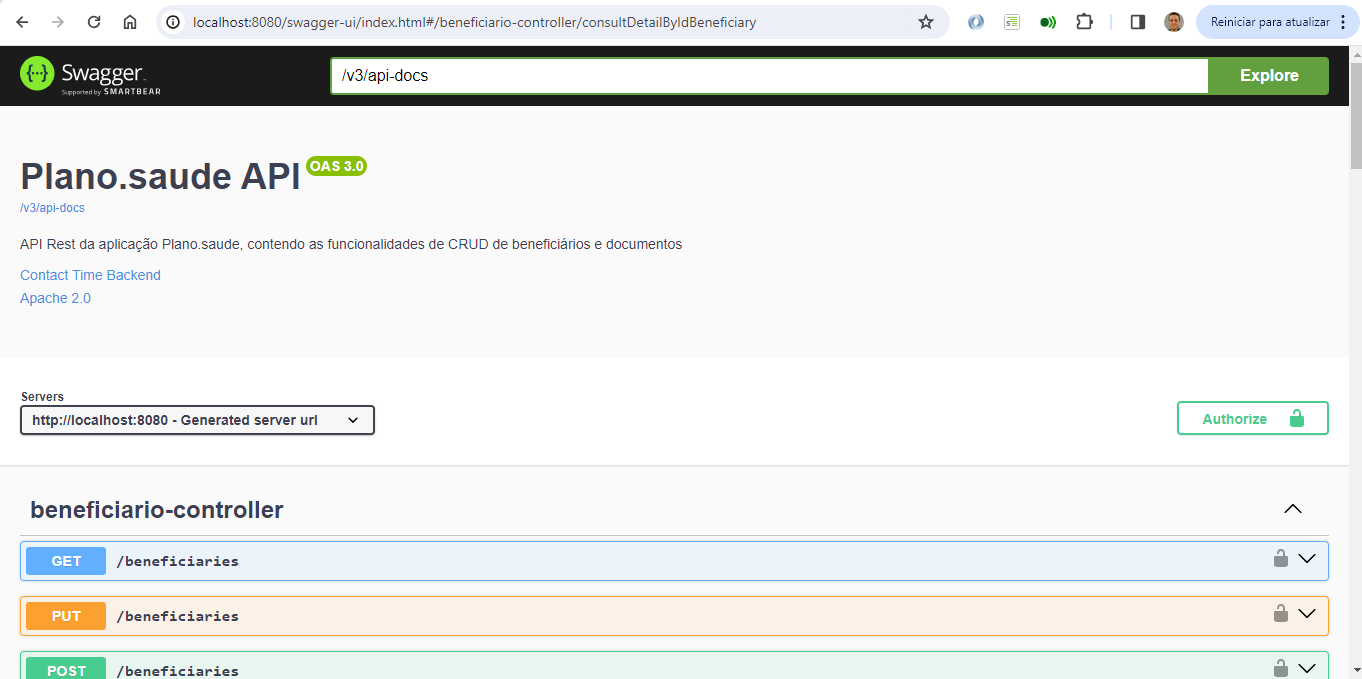 localhost:8080/swagger-ui/index.html#/beneficiario-controller/consultDetailByIdBeneficiary
Reiniciar para atualizar
Swagger
Supported by SMARTBEAR
/v3/api-docs
Explore
Plano.saude API
OAS 3.0
/v3/api-docs
API Rest da aplicação Plano.saude, contendo as funcionalidades de CRUD de beneficiários e documentos
Contact Time Backend
Apache 2.0
Servers
http://localhost:8080 - Generated server url
Authorize
beneficiario-controller
GET /beneficiaries
PUT /beneficiaries
POST /beneficiaries